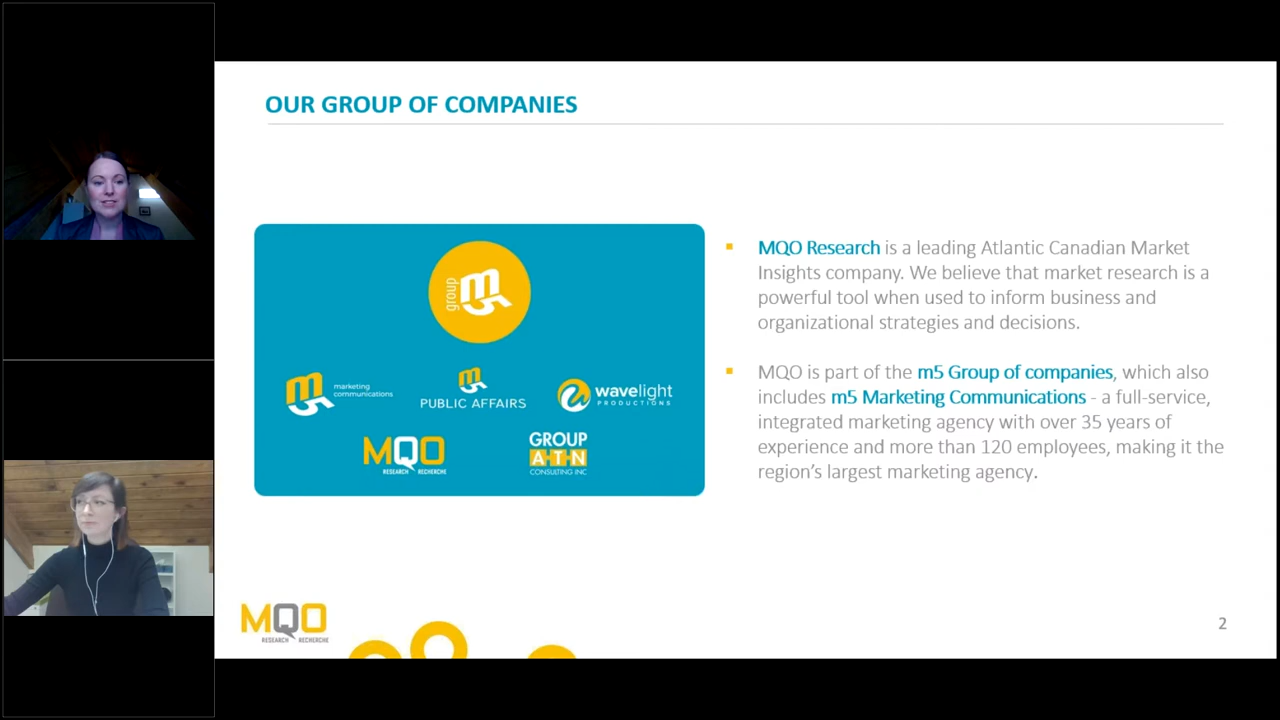 OUR GROUP OF COMPANIES
group m5
m5 marketing
communications
m5
PUBLIC AFFAIRS
wavelight
PRODUCTIONS
MQO
RESEARCH RECHERCHE
GROUP
ATN
CONSULTING INC
▪ MQO Research is a leading Atlantic Canadian Market
Insights company. We believe that market research is a
powerful tool when used to inform business and
organizational strategies and decisions.
▪ MQO is part of the m5 Group of companies, which also
includes m5 Marketing Communications - a full-service,
integrated marketing agency with over 35 years of
experience and more than 120 employees, making it the
region's largest marketing agency.
MQO
RESEARCH RECHERCHE
2